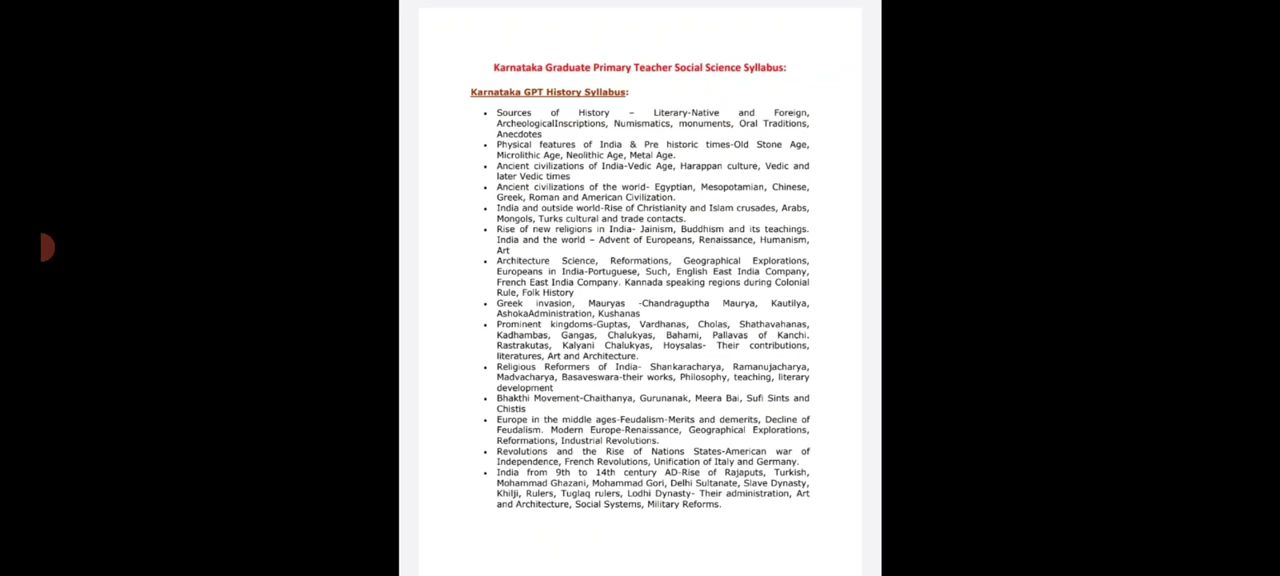 Karnataka Graduate Primary Teacher Social Science Syllabus:
Karnataka GPT History Syllabus:
• Sources of History – Literary-Native and Foreign,
ArcheologicalInscriptions, Numismatics, monuments, Oral Traditions,
Anecdotes
• Physical features of India & Pre historic times-Old Stone Age,
Microlithic Age, Neolithic Age, Metal Age.
• Ancient civilizations of India-Vedic Age, Harappan culture, Vedic and
later Vedic times
• Ancient civilizations of the world- Egyptian, Mesopotamian, Chinese,
Greek, Roman and American Civilization.
• India and outside world-Rise of Christianity and Islam crusades, Arabs,
Mongols, Turks cultural and trade contacts.
• Rise of new religions in India- Jainism, Buddhism and its teachings.
India and the world – Advent of Europeans, Renaissance, Humanism,
Art
• Architecture Science, Reformations, Geographical Explorations,
Europeans in India-Portuguese, Such, English East India Company,
French East India Company. Kannada speaking regions during Colonial
Rule, Folk History
• Greek invasion, Mauryas -Chandraguptha Maurya, Kautilya,
AshokaAdministration, Kushanas
• Prominent kingdoms-Guptas, Vardhanas, Cholas, Shathavahanas,
Kadhambas, Gangas, Chalukyas, Bahami, Pallavas of Kanchi.
Rastrakutas, Kalyani Chalukyas, Hoysalas- Their contributions,
literatures, Art and Architecture.
• Religious Reformers of India- Shankaracharya, Ramanujacharya,
Madvacharya, Basaveswara-their works, Philosophy, teaching, literary
development
• Bhakthi Movement-Chaithanya, Gurunanak, Meera Bai, Sufi Sints and
Chistis
• Europe in the middle ages-Feudalism-Merits and demerits, Decline of
Feudalism. Modern Europe-Renaissance, Geographical Explorations,
Reformations, Industrial Revolutions.
• Revolutions and the Rise of Nations States-American war of
Independence, French Revolutions, Unification of Italy and Germany.
• India from 9th to 14th century AD-Rise of Rajaputs, Turkish,
Mohammad Ghazani, Mohammad Gori, Delhi Sultanate, Slave Dynasty,
Khilji, Rulers, Tuglaq rulers, Lodhi Dynasty- Their administration, Art
and Architecture, Social Systems, Military Reforms.